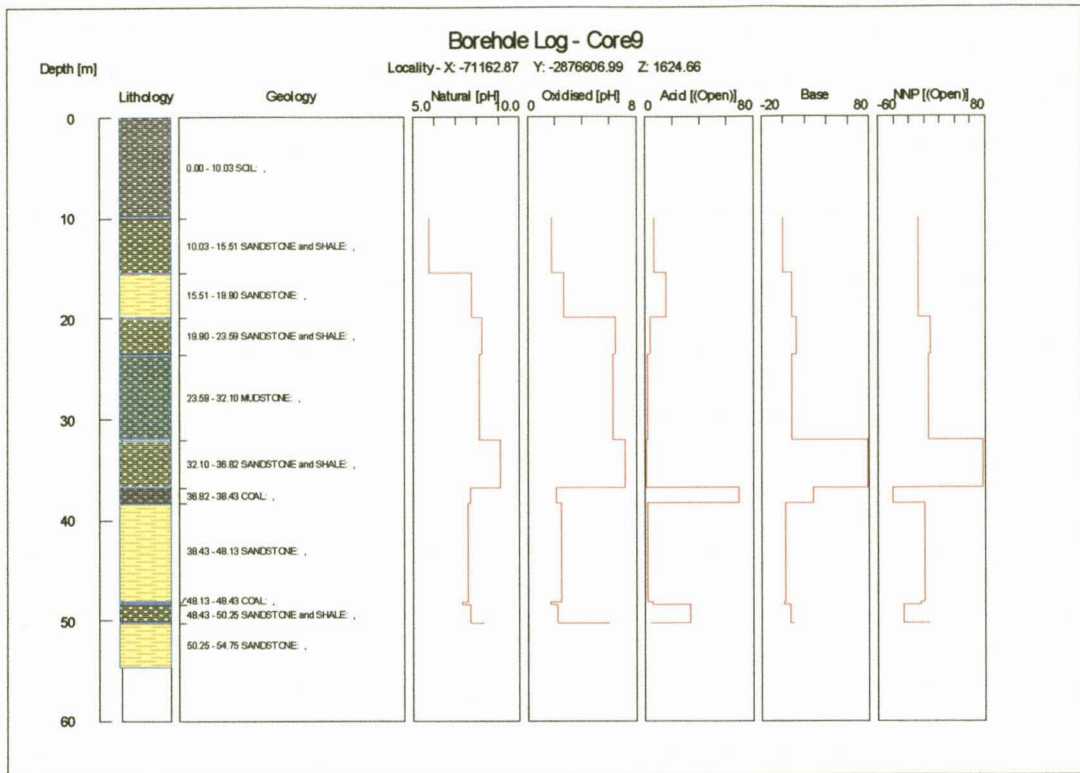 Borehole Log - Core9
Locality - X: -71162.87 Y: -2876606.99 Z: 1624.66
Depth [m]
Lithology Geology Natural [pH] Oxidised [pH] Acid [(Open)] Base NNP [(Open)]
5.0 10.0 0 8 0 80 -20 80 -60 80
0
0.00 - 10.03 SOIL: ,
10
10.03 - 15.51 SANDSTONE and SHALE: ,
15.51 - 19.90 SANDSTONE: ,
20
19.90 - 23.59 SANDSTONE and SHALE: ,
23.59 - 32.10 MUDSTONE: ,
30
32.10 - 36.82 SANDSTONE and SHALE: ,
36.82 - 38.43 COAL: ,
40
38.43 - 48.13 SANDSTONE: ,
48.13 - 48.43 COAL: ,
48.43 - 50.25 SANDSTONE and SHALE: ,
50
50.25 - 54.75 SANDSTONE: ,
60